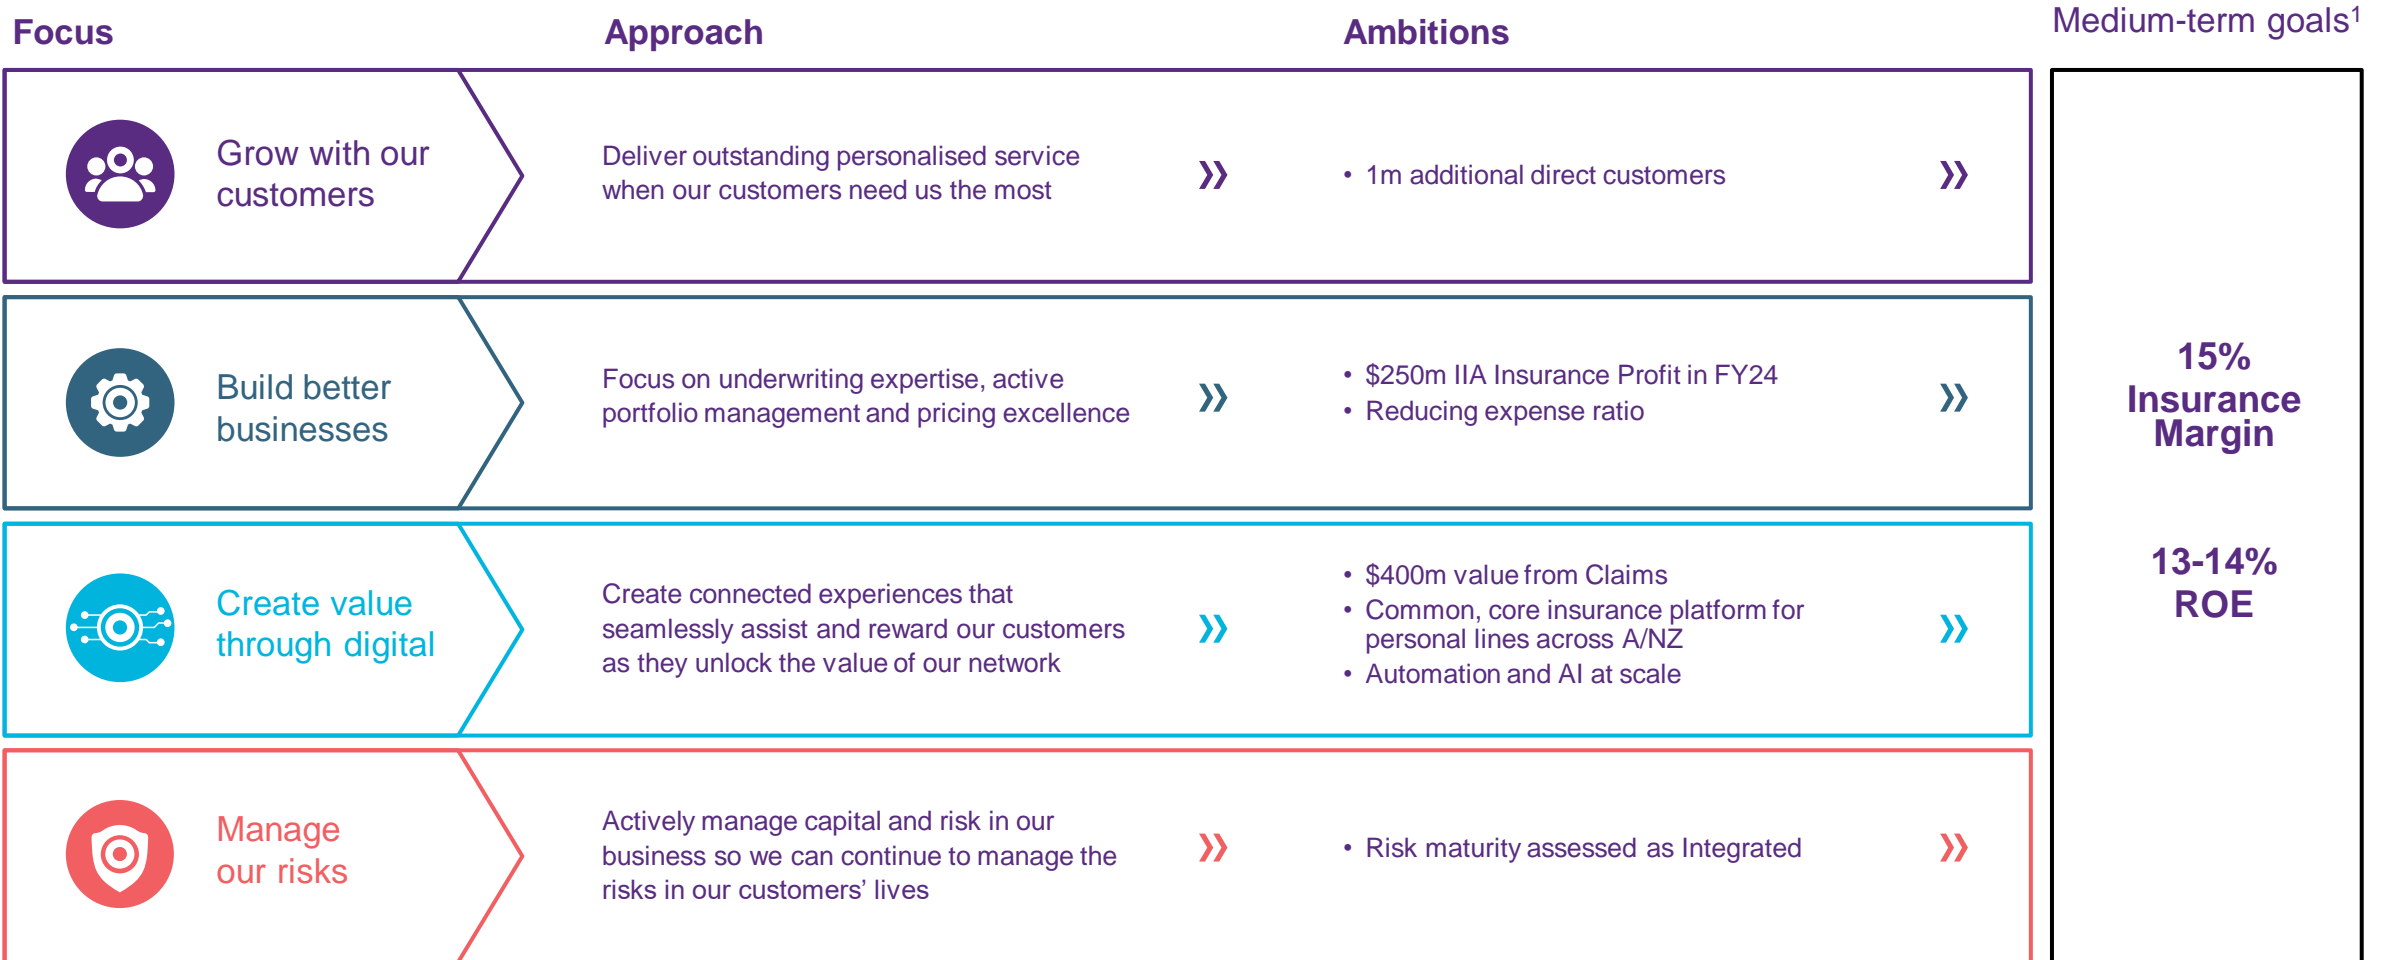 Focus
Approach
Ambitions
Medium-term goals¹
Grow with our
customers
Deliver outstanding personalised service
when our customers need us the most
• 1m additional direct customers
Build better
businesses
Focus on underwriting expertise, active
portfolio management and pricing excellence
• $250m IIA Insurance Profit in FY24
• Reducing expense ratio
Create value
through digital
Create connected experiences that
seamlessly assist and reward our customers
as they unlock the value of our network
• $400m value from Claims
• Common, core insurance platform for
personal lines across A/NZ
• Automation and AI at scale
Manage
our risks
Actively manage capital and risk in our
business so we can continue to manage the
risks in our customers’ lives
• Risk maturity assessed as Integrated
15%
Insurance
Margin
13-14%
ROE